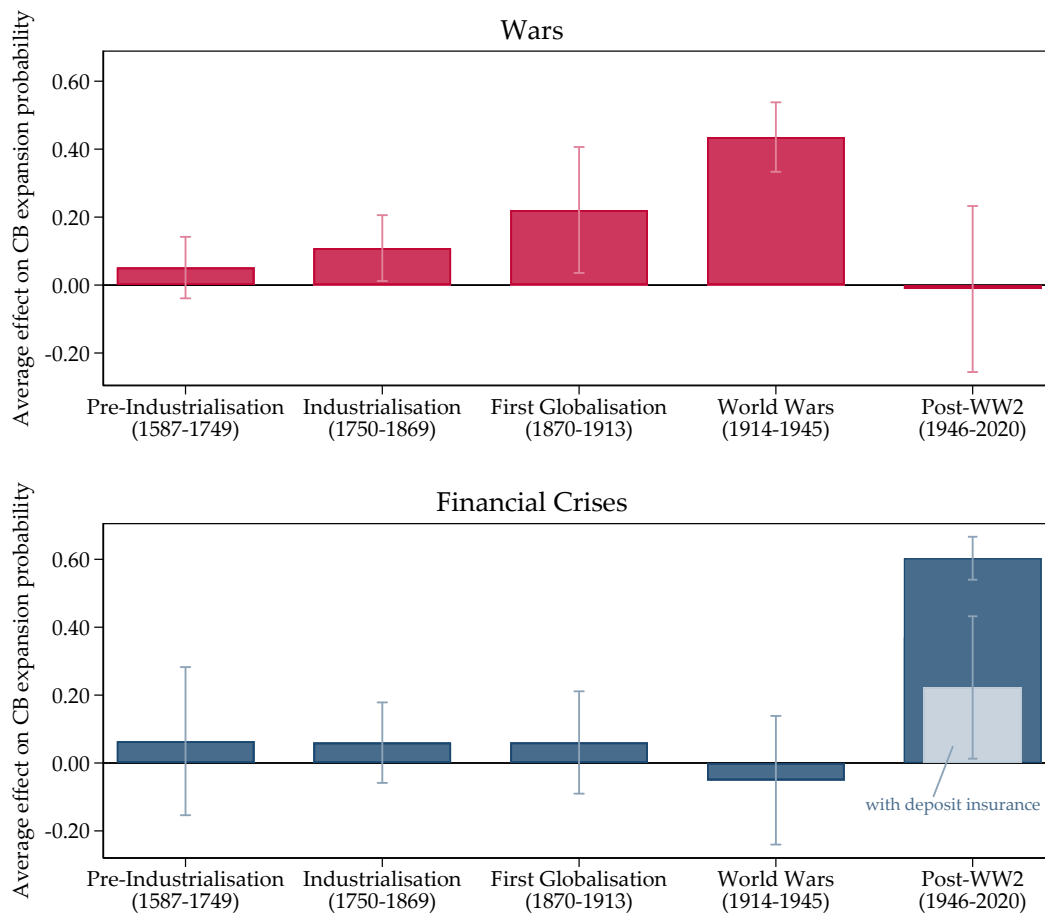 Wars
Average effect on CB expansion probability
0.60
0.40
0.20
0.00
-0.20
Pre-Industrialisation
(1587-1749)
Industrialisation
(1750-1869)
First Globalisation
(1870-1913)
World Wars
(1914-1945)
Post-WW2
(1946-2020)
Financial Crises
Average effect on CB expansion probability
0.60
0.40
0.20
0.00
-0.20
with deposit insurance
Pre-Industrialisation
(1587-1749)
Industrialisation
(1750-1869)
First Globalisation
(1870-1913)
World Wars
(1914-1945)
Post-WW2
(1946-2020)